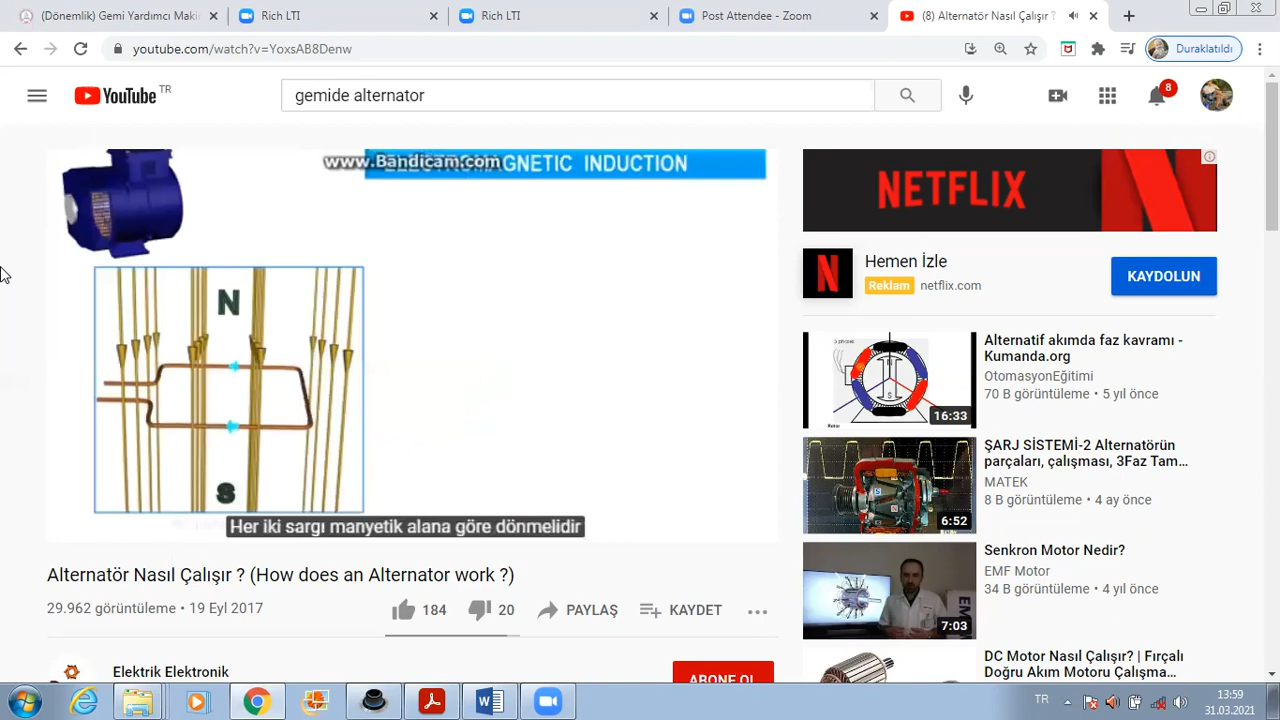 (Dönemlik) Gemi Yardımcı Mak
Rich LTI
Rich LTI
Post Attendee - Zoom
(8) Alternatör Nasıl Çalışır ?
youtube.com/watch?v=YoxsAB8Denw
Duraklatıldı
YouTube TR
gemide alternator
8
www.Bandicam.com
MAGNETIC INDUCTION
N
S
Her iki sargı manyetik alana göre dönmelidir
NETFLIX
N
Hemen İzle
Reklam netflix.com
KAYDOLUN
Alternatör Nasıl Çalışır ? (How does an Alternator work ?)
29.962 görüntüleme • 19 Eyl 2017
184
20
PAYLAŞ
KAYDET
Elektrik Elektronik
ABONE OL
16:33
Alternatif akımda faz kavramı -
Kumanda.org
OtomasyonEğitimi
70 B görüntüleme • 5 yıl önce
6:52
ŞARJ SİSTEMİ-2 Alternatörün
parçaları, çalışması, 3Faz Tam...
MATEK
8 B görüntüleme • 4 ay önce
7:03
Senkron Motor Nedir?
EMF Motor
34 B görüntüleme • 4 yıl önce
DC Motor Nasıl Çalışır? | Fırçalı
Doğru Akım Motoru Çalışma...
TR
13:59
31.03.2021